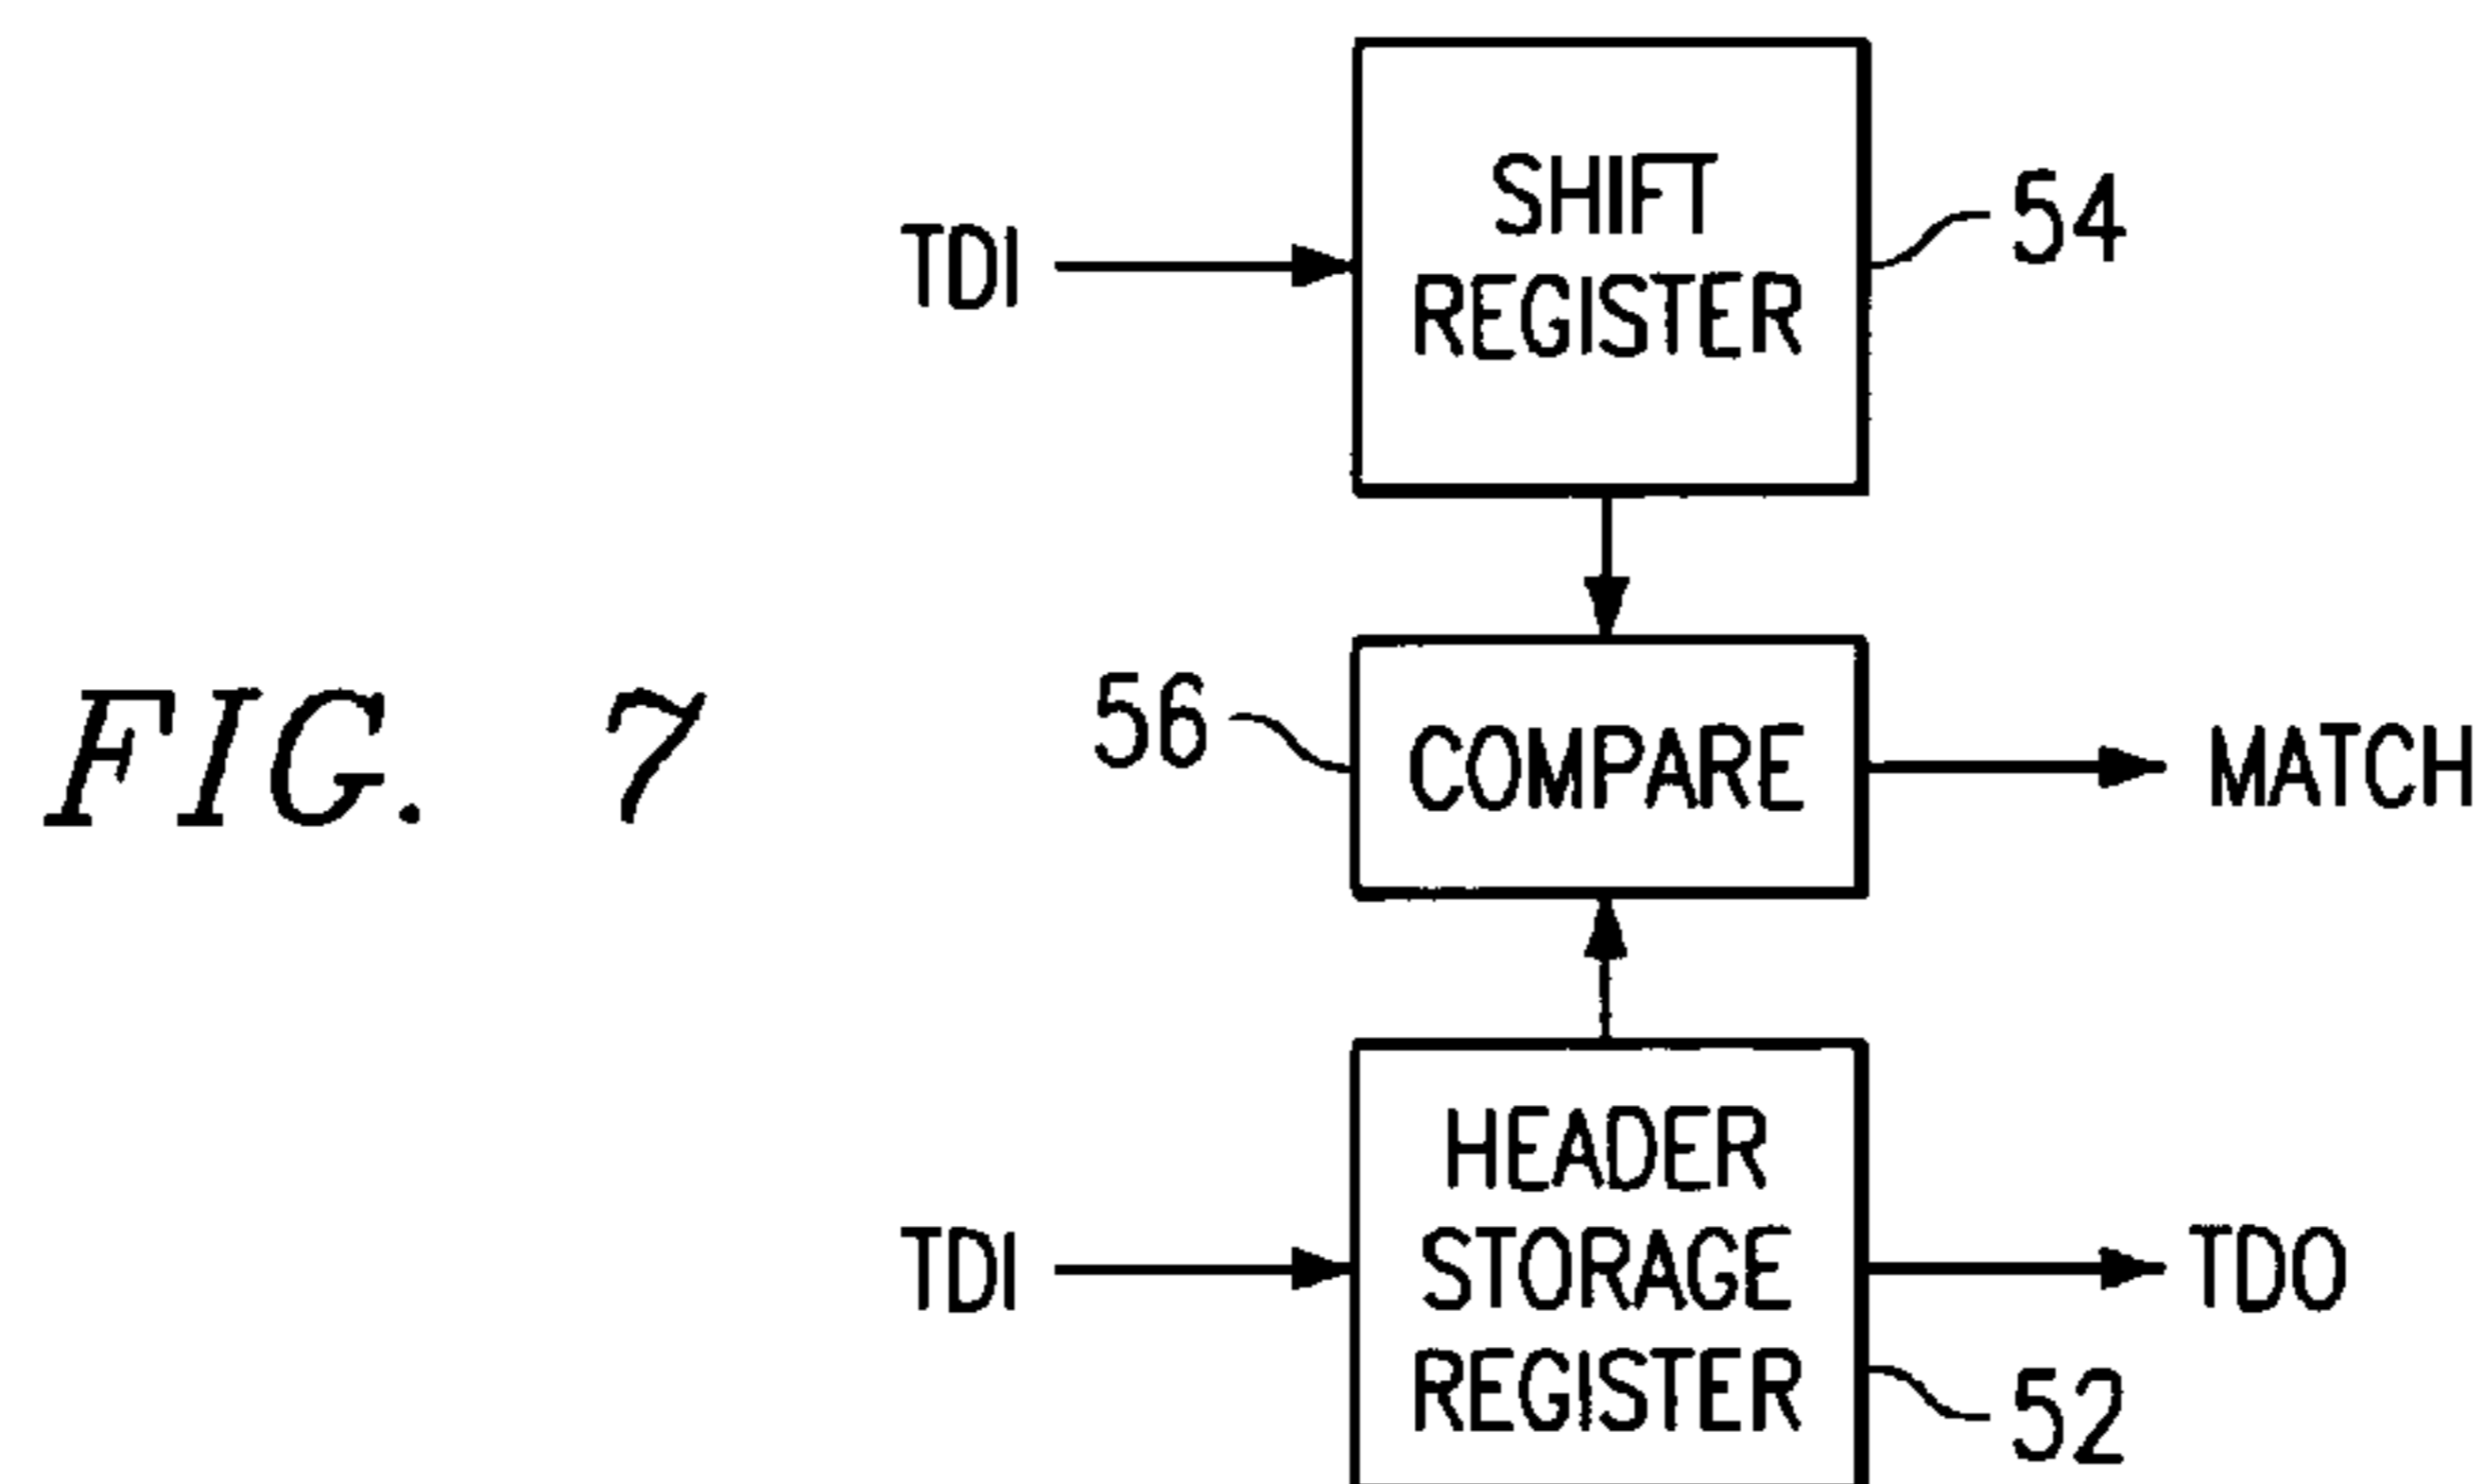 SHIFT
REGISTER
TDI
54
FIG. 7
56
COMPARE
MATCH
HEADER
STORAGE
REGISTER
TDI
TDO
52